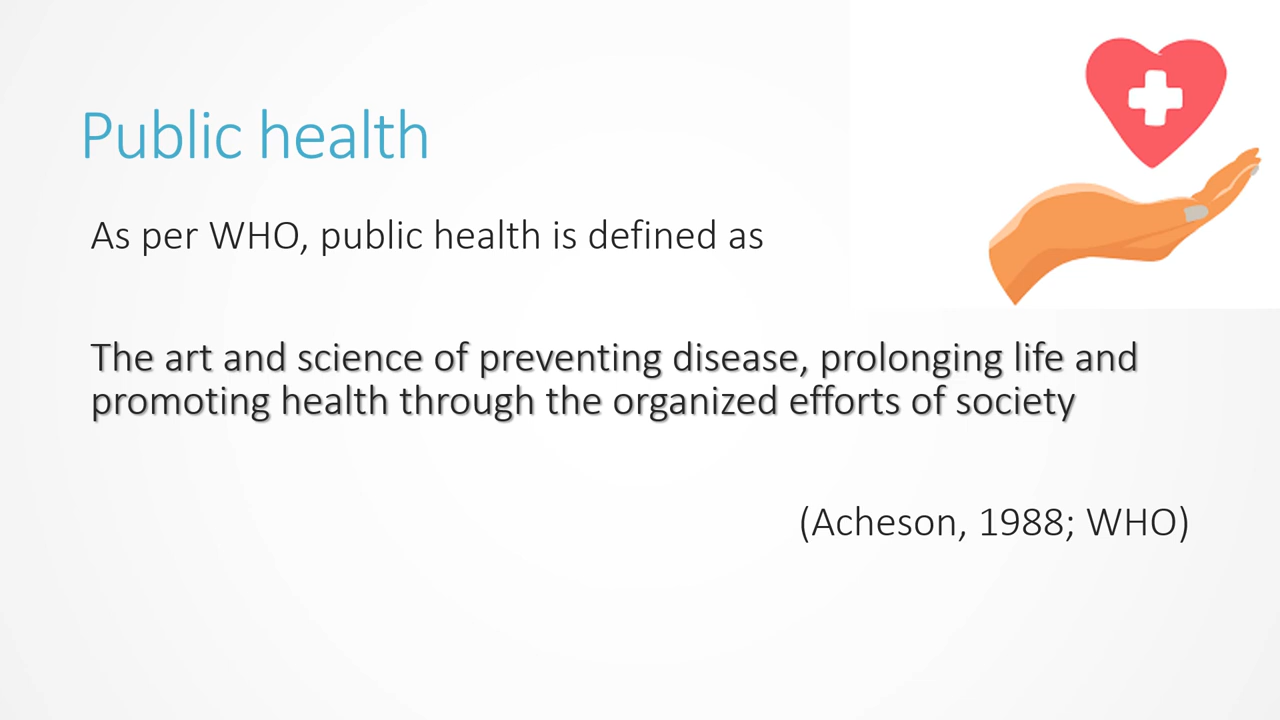 Public health
As per WHO, public health is defined as
The art and science of preventing disease, prolonging life and
promoting health through the organized efforts of society
(Acheson, 1988; WHO)